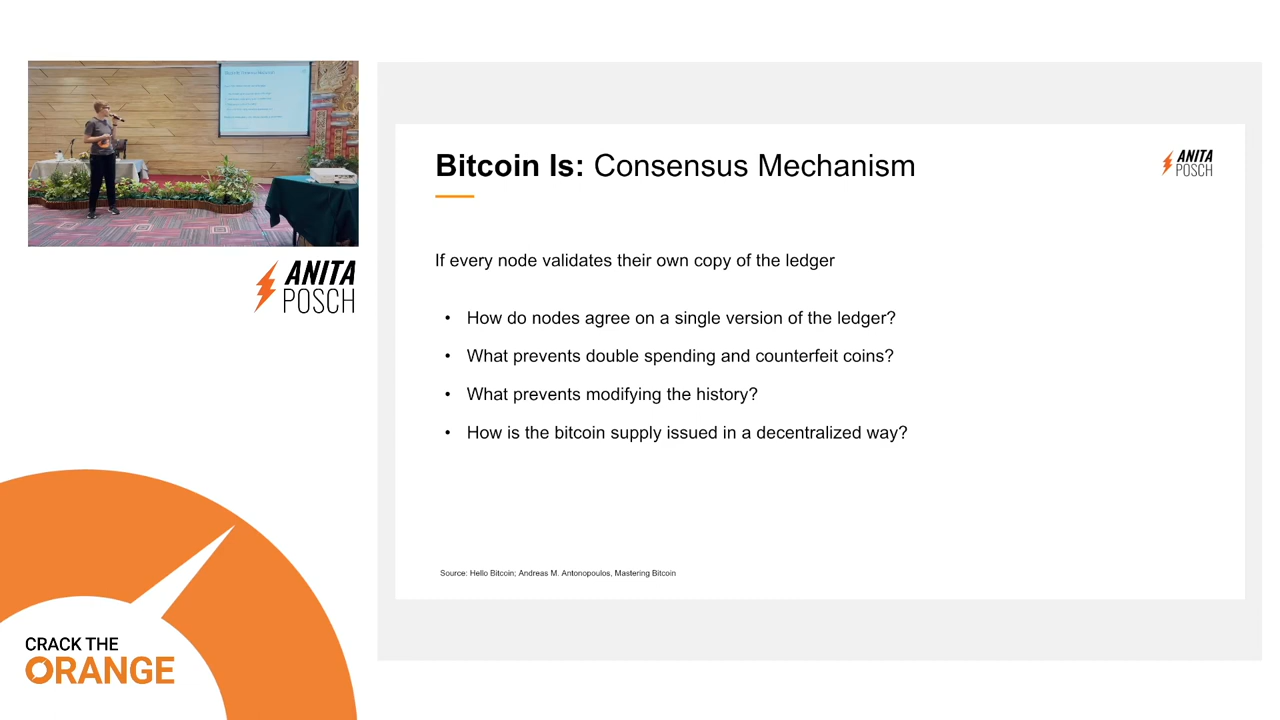 Bitcoin Is: Consensus Mechanism
ANITA
POSCH
If every node validates their own copy of the ledger
• How do nodes agree on a single version of the ledger?
• What prevents double spending and counterfeit coins?
• What prevents modifying the history?
• How is the bitcoin supply issued in a decentralized way?
Source: Hello Bitcoin; Andreas M. Antonopoulos, Mastering Bitcoin
ANITA
POSCH
CRACK THE
ORANGE